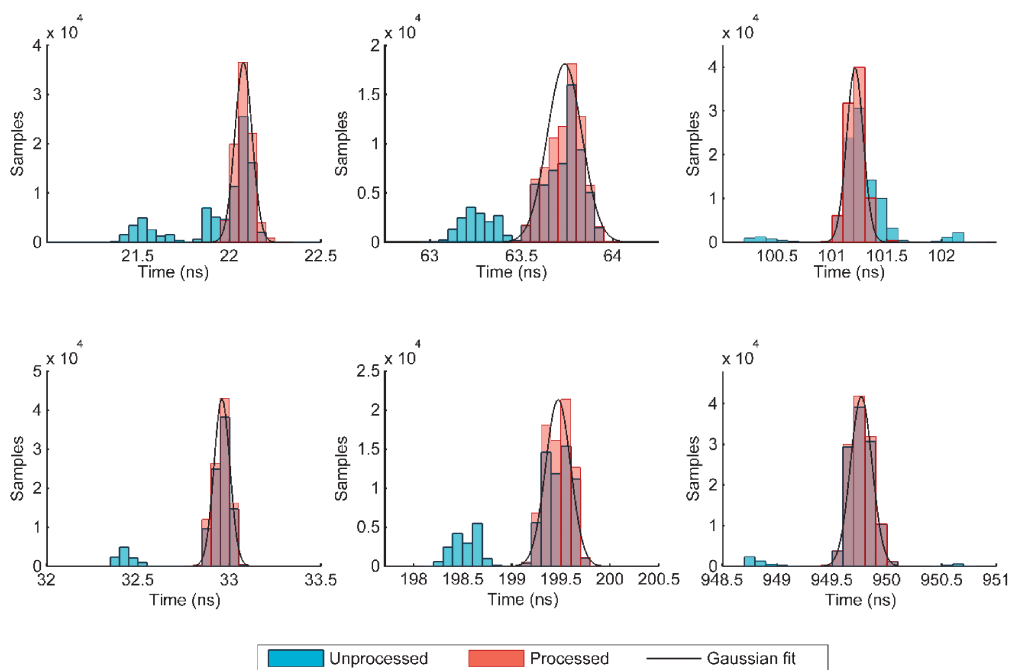 x 10⁴
4
3
2
1
0
Samples
21.5 22 22.5
Time (ns)
x 10⁴
2
1.5
1
0.5
0
Samples
63 63.5 64
Time (ns)
x 10⁴
4
3
2
1
0
Samples
100.5 101 101.5 102
Time (ns)
x 10⁴
5
4
3
2
1
0
Samples
32 32.5 33 33.5
Time (ns)
x 10⁴
2.5
2
1.5
1
0.5
0
Samples
198 198.5 199 199.5 200 200.5
Time (ns)
x 10⁴
4
3
2
1
0
Samples
948.5 949 949.5 950 950.5 951
Time (ns)
Unprocessed Processed Gaussian fit